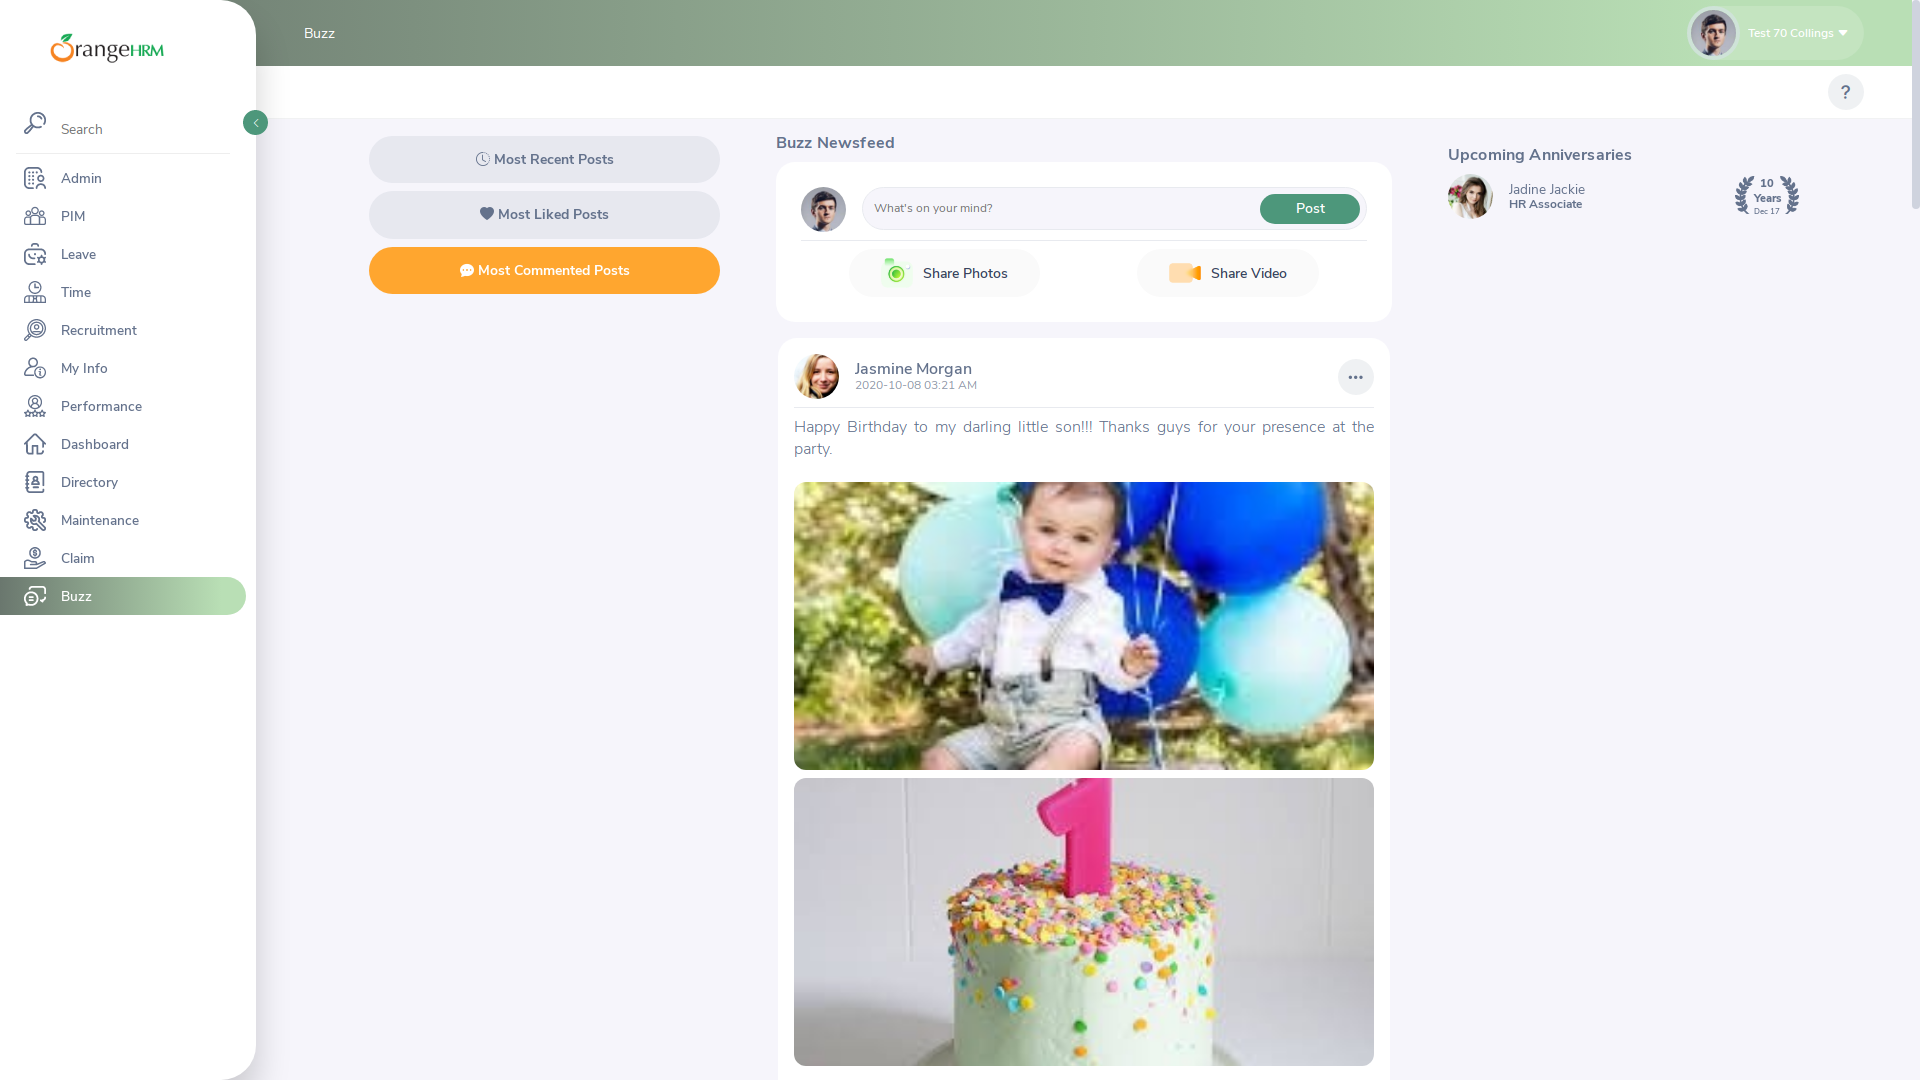 OrangeHRM
Search
Admin
PIM
Leave
Time
Recruitment
My Info
Performance
Dashboard
Directory
Maintenance
Claim
Buzz
Buzz
Test 70 Collings
?
Most Recent Posts
Most Liked Posts
Most Commented Posts
Buzz Newsfeed
What's on your mind?
Post
Share Photos
Share Video
Jasmine Morgan
2020-10-08 03:21 AM
Happy Birthday to my darling little son!!! Thanks guys for your presence at the
party.
1
Upcoming Anniversaries
Jadine Jackie
HR Associate
10
Years
Dec 17